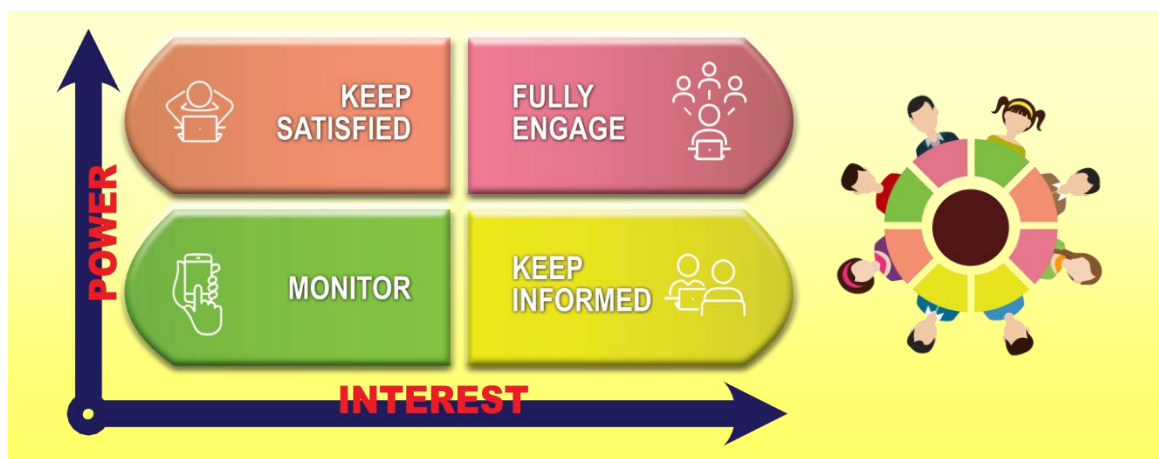 KEEP
SATISFIED
FULLY
ENGAGE
POWER
MONITOR
KEEP
INFORMED
INTEREST